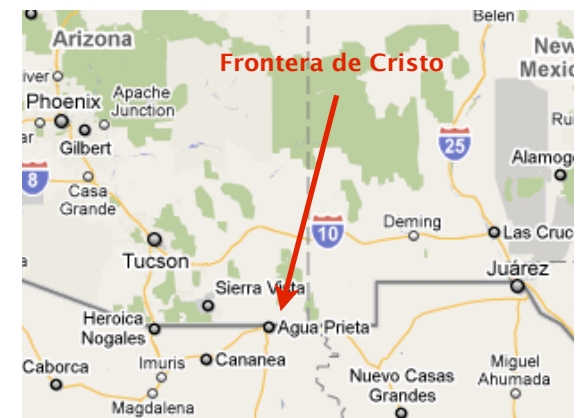 Belen
Arizona
New
Mexic
Frontera de Cristo
iver
Apache
Junction
Phoenix
Ru
ar
Gilbert
25
Alamogo
8
Casa
Grande
Deming
10
Las Cruc
Tucson
Juárez
Sierra Vista
Heroica
Nogales
Agua Prieta
Caborca
Imuris
Cananea
Miguel
Ahumada
Nuevo Casas
Grandes
Magdalena